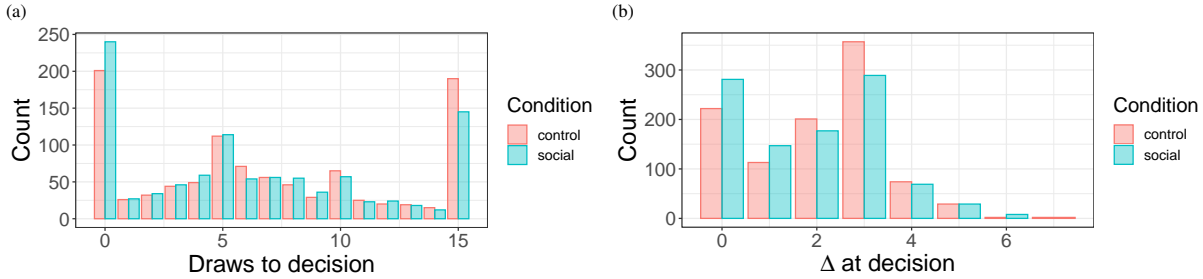 (a)
250
200
150
100
50
0
Count
0 5 10 15
Draws to decision
Condition
control
social
(b)
300
200
100
0
Count
0 2 4 6
Δ at decision
Condition
control
social